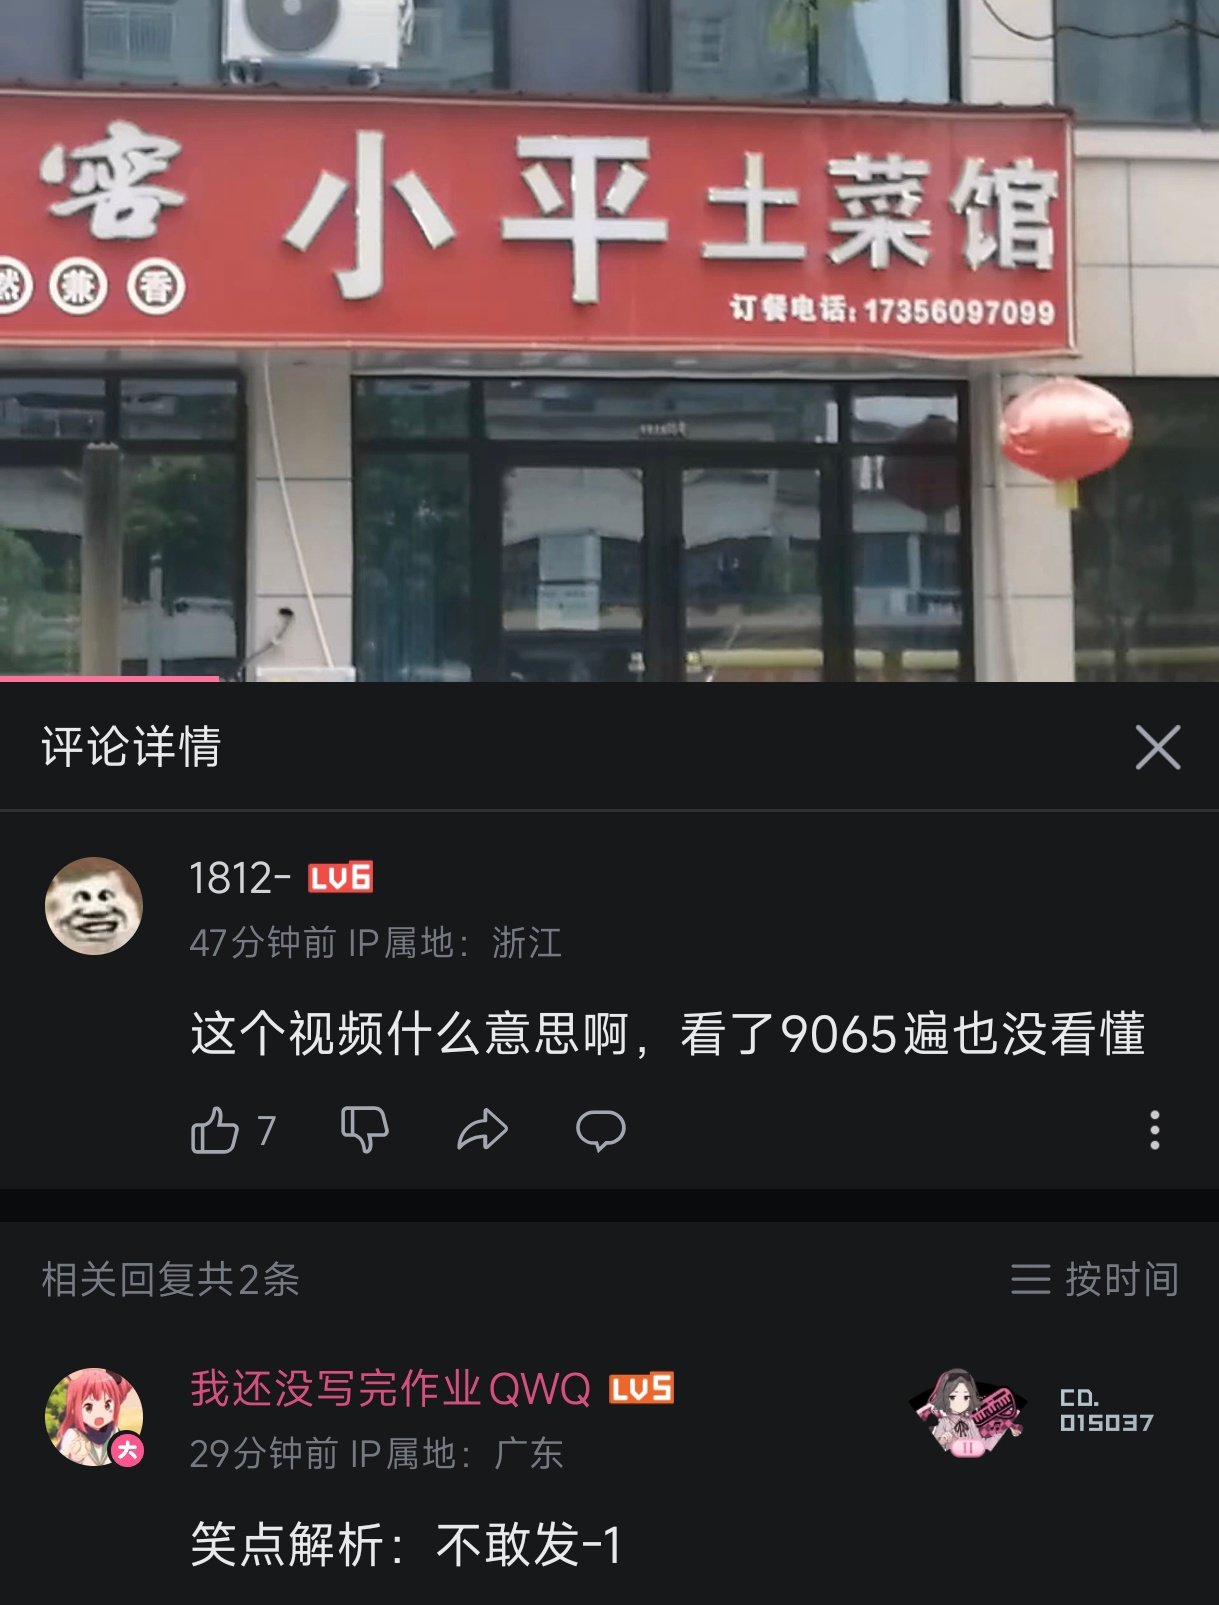 窖 小平土菜馆
然兼香
订餐电话:17356097099
评论详情
1812- LV6
47分钟前 IP属地：浙江
这个视频什么意思啊，看了9065遍也没看懂
7
相关回复共2条
按时间
我还没写完作业QWQ LV5
CD.
015037
大
29分钟前 IP属地：广东
笑点解析：不敢发-1